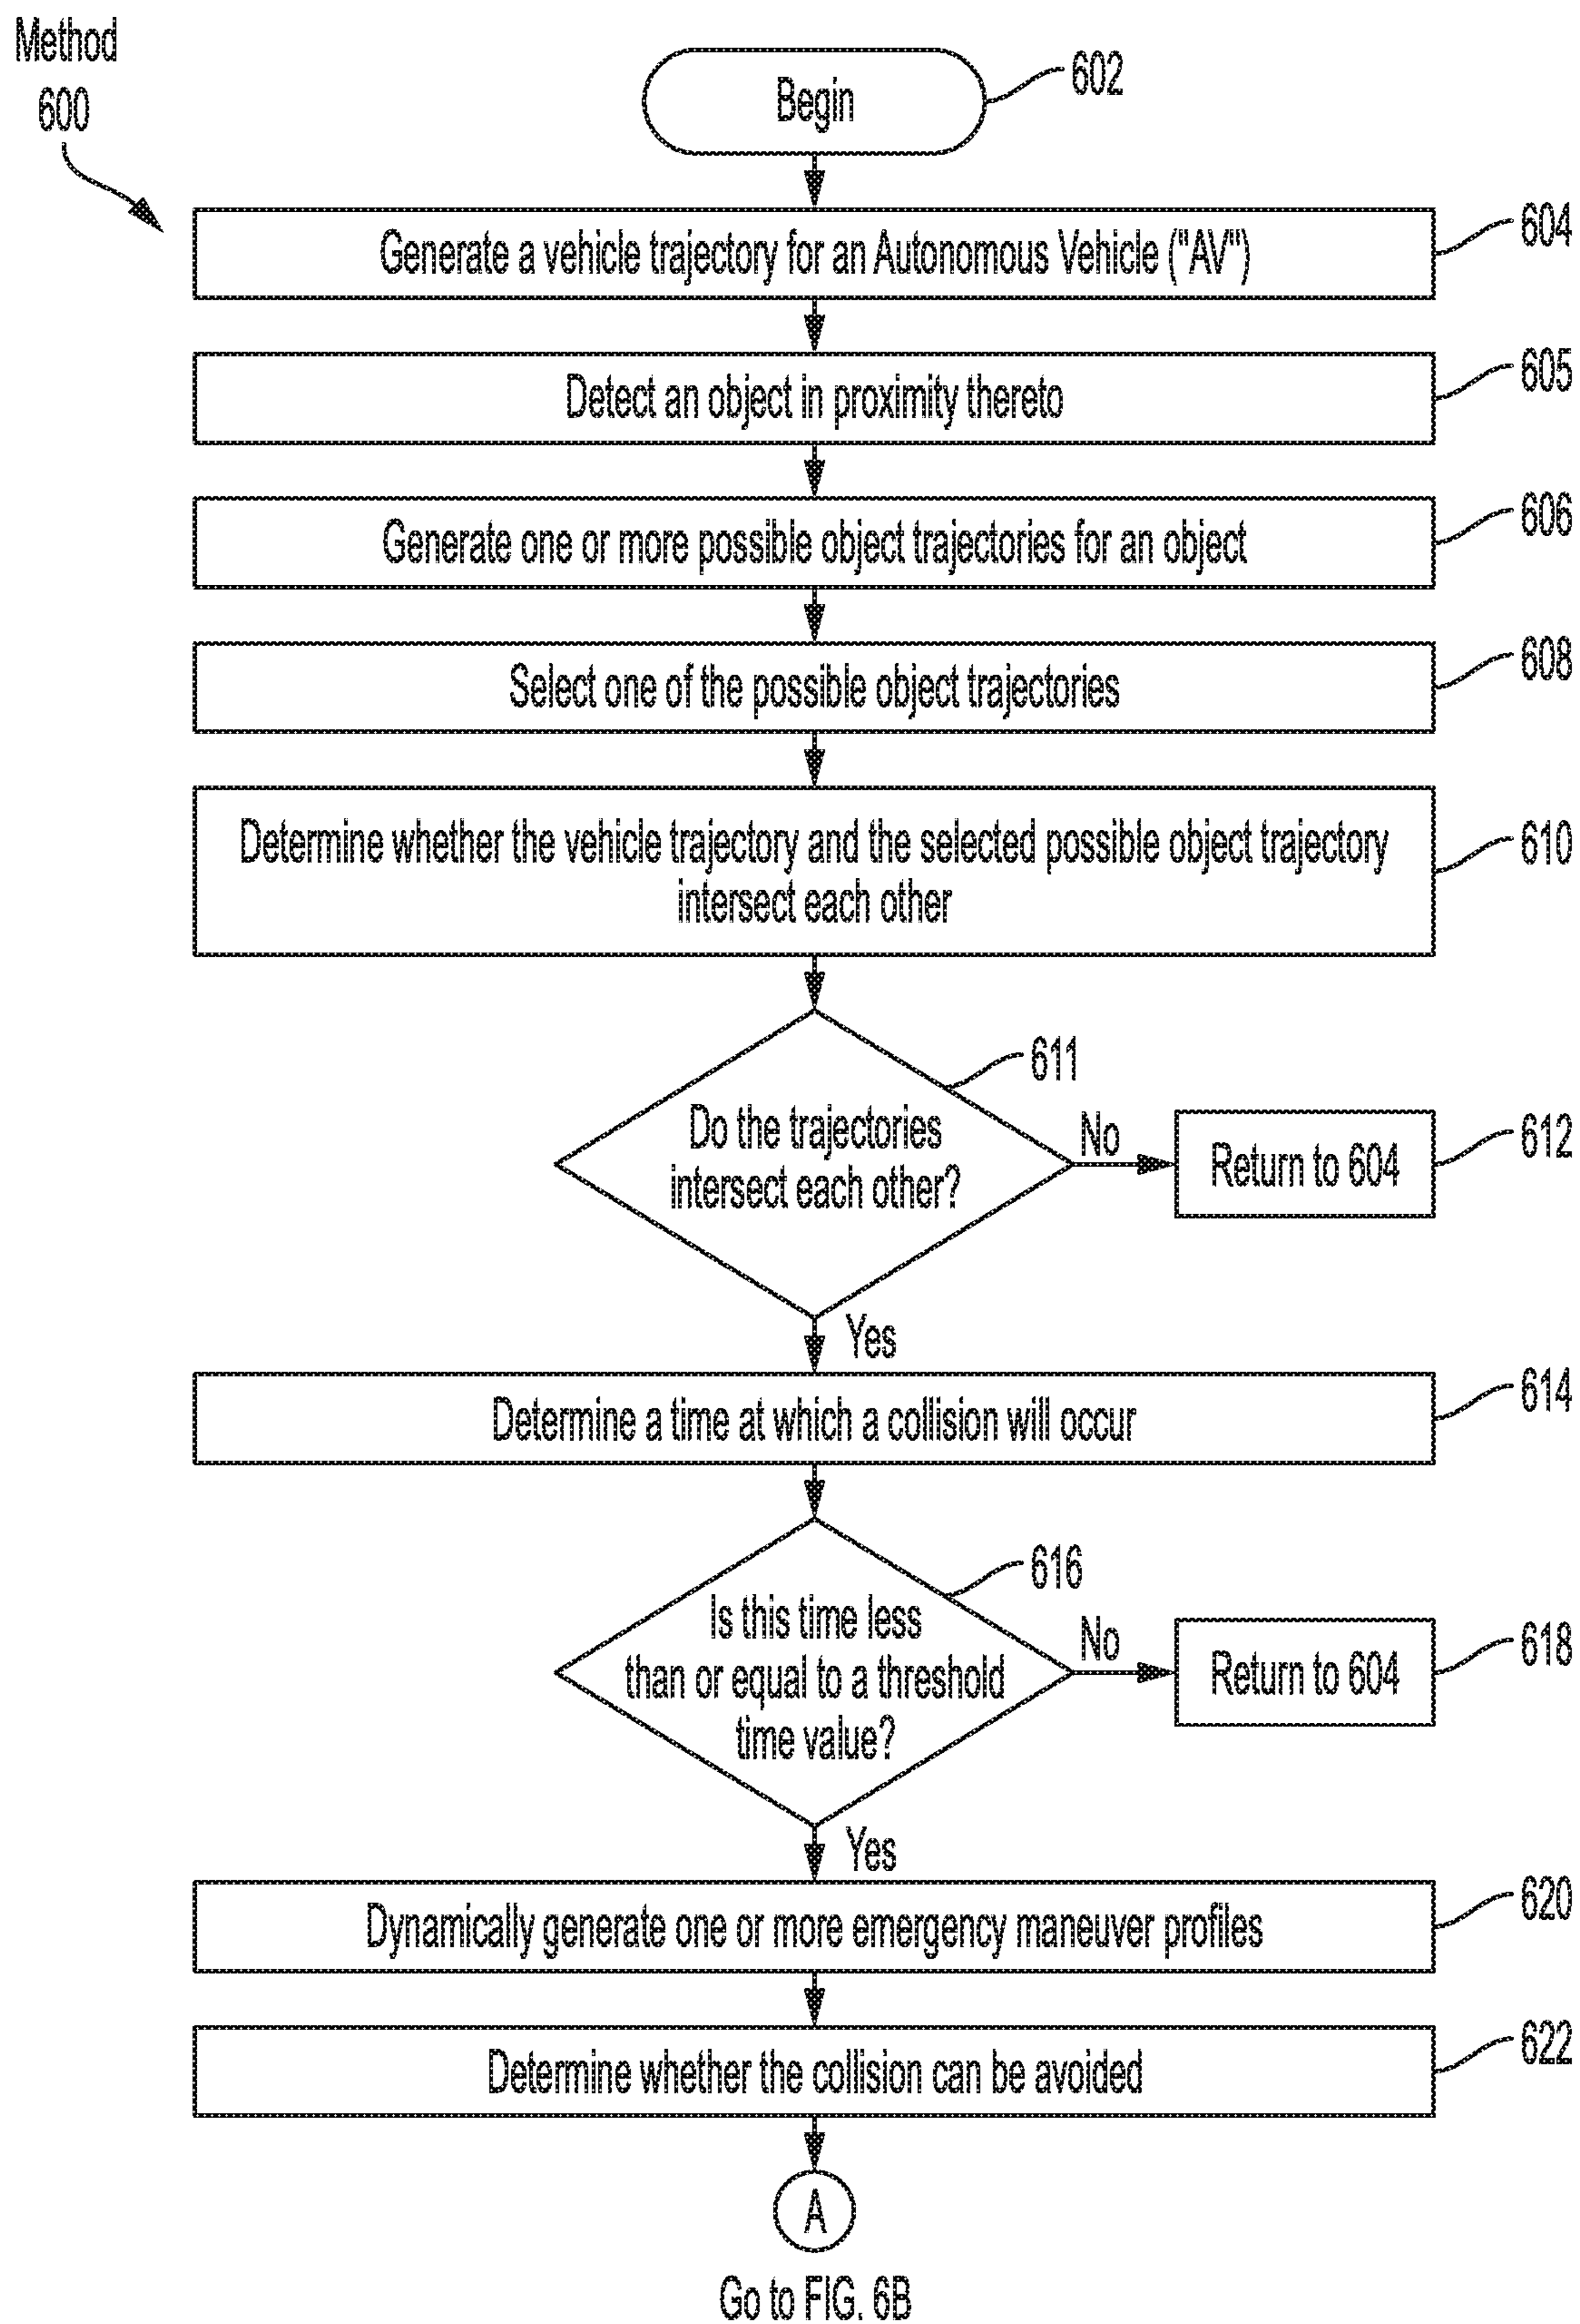 Method
600
Begin
602
Generate a vehicle trajectory for an Autonomous Vehicle ("AV")
604
Detect an object in proximity thereto
605
Generate one or more possible object trajectories for an object
606
Select one of the possible object trajectories
608
Determine whether the vehicle trajectory and the selected possible object trajectory
intersect each other
610
611
Do the trajectories
intersect each other?
No
Return to 604
612
Yes
Determine a time at which a collision will occur
614
616
Is this time less
than or equal to a threshold
time value?
No
Return to 604
618
Yes
Dynamically generate one or more emergency maneuver profiles
620
Determine whether the collision can be avoided
622
A
Go to FIG. 6B